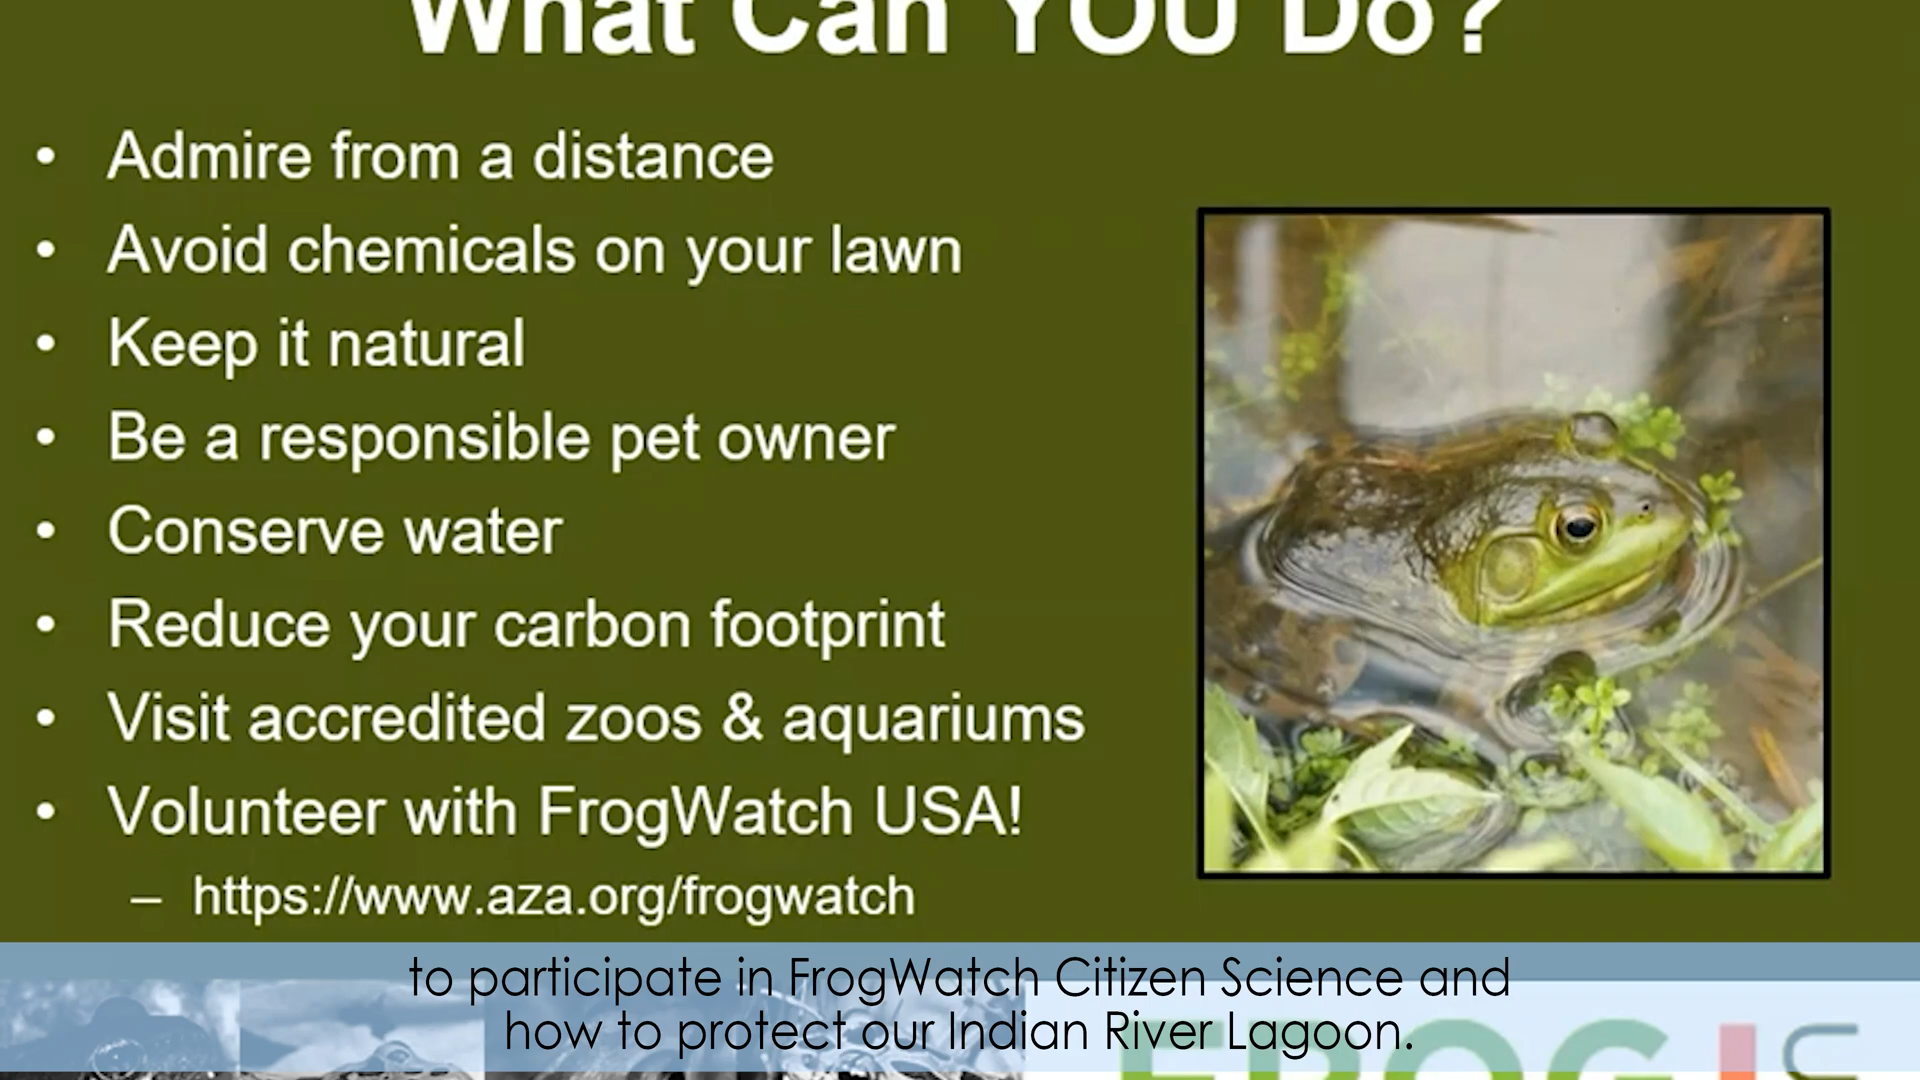 What Can YOU Do?
• Admire from a distance
• Avoid chemicals on your lawn
• Keep it natural
• Be a responsible pet owner
• Conserve water
• Reduce your carbon footprint
• Visit accredited zoos & aquariums
• Volunteer with FrogWatch USA!
– https://www.aza.org/frogwatch
to participate in FrogWatch Citizen Science and
how to protect our Indian River Lagoon.
FROG